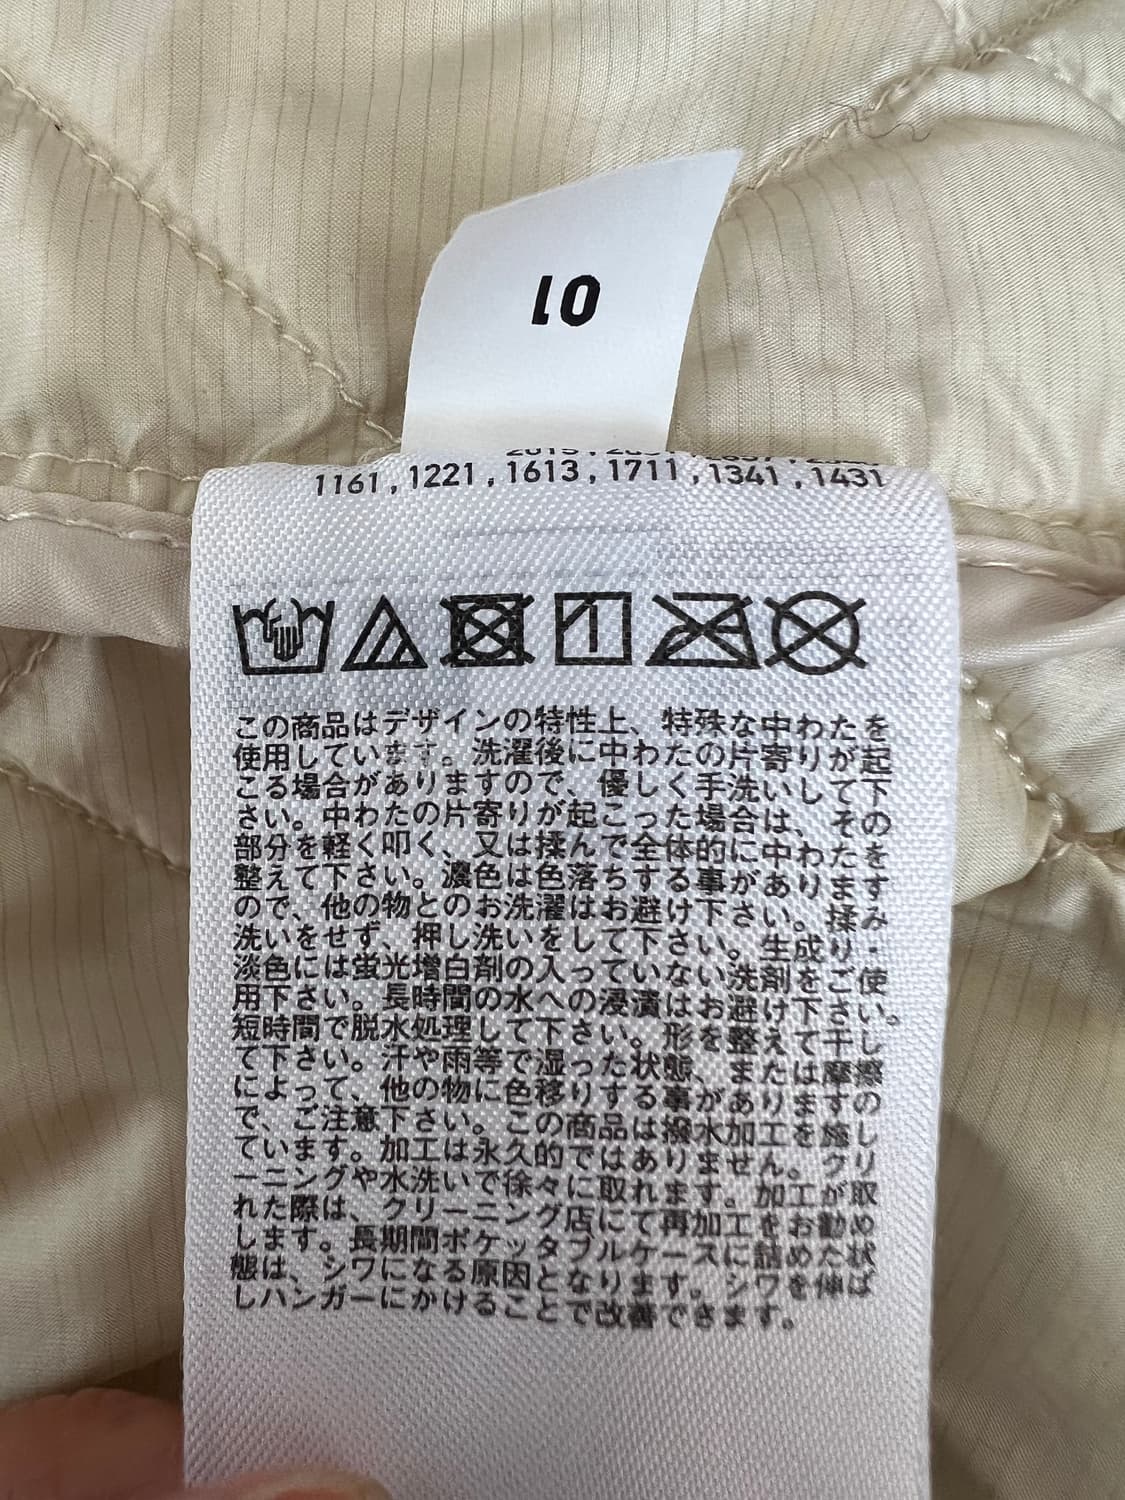 01
1161 , 1221 , 1613 , 1711 , 1341 , 1431
この商品はデザインの特性上、特殊な中わたを
使用しています。洗濯後に中わたの片寄りが起
こる場合がありますので、優しく手洗いして下
さい。中わたの片寄りが起こった場合は、その
部分を軽く叩く、又は揉んで全体的に中わたを
整えて下さい。濃色は色落ちする事があります
ので、他の物とのお洗濯はお避け下さい。揉み
洗いをせず、押し洗いをして下さい。生成り・
淡色には蛍光増白剤の入っていない洗剤をご使
用下さい。長時間の水への浸漬はお避け下さい。
短時間で脱水処理して下さい。形を整えて干し
て下さい。汗や雨等で湿った状態、または摩擦
によって、他の物に色移りする事がありますの
で、ご注意下さい。この商品は撥水加工を施し
ています。加工は永久的ではありません。クリ
ーニングや水洗いで徐々に取れます。加工が取
れた際は、クリーニング店にて再加工をお勧め
します。長期間ポケッタブルケースに詰めた状
態は、シワになる原因となります。シワを伸ば
しハンガーにかけることで改善できます。